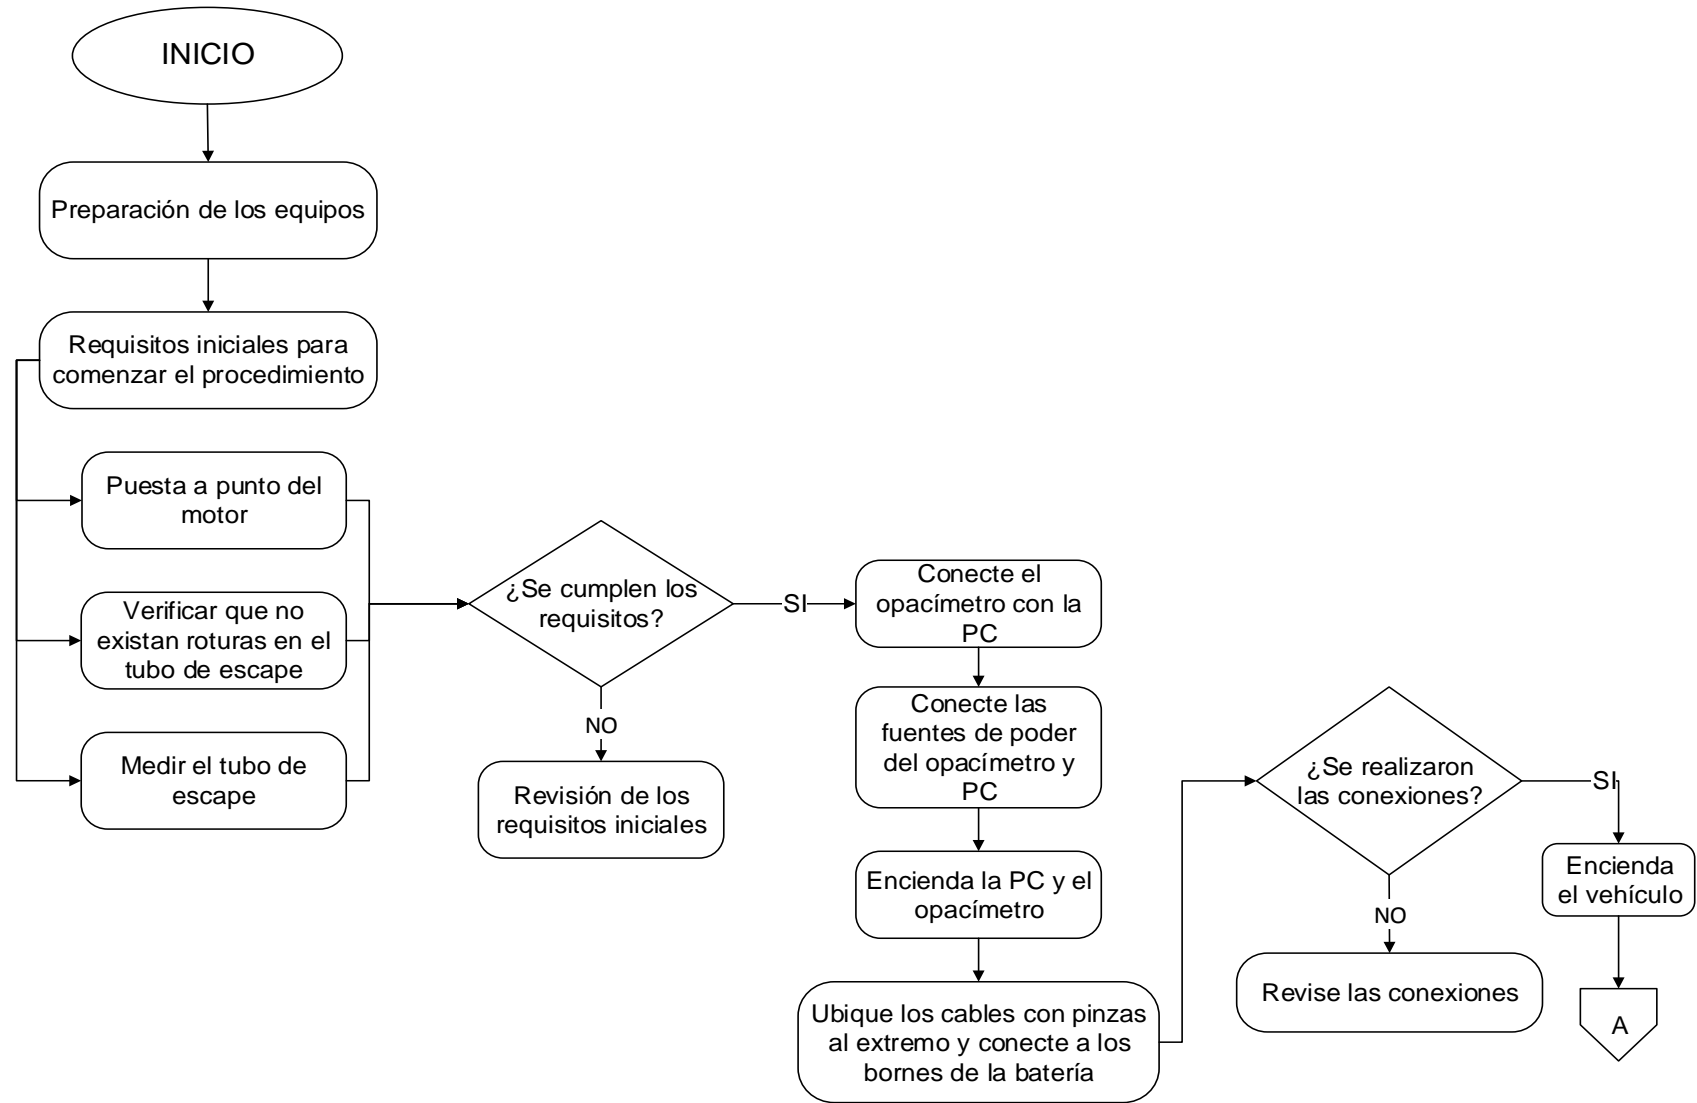 INICIO
Preparación de los equipos
Requisitos iniciales para
comenzar el procedimiento
Puesta a punto del
motor
Verificar que no
existan roturas en el
tubo de escape
Medir el tubo de
escape
¿Se cumplen los
requisitos?
SI
NO
Revisión de los
requisitos iniciales
Conecte el
opacímetro con la
PC
Conecte las
fuentes de poder
del opacímetro y
PC
Encienda la PC y el
opacímetro
Ubique los cables con pinzas
al extremo y conecte a los
bornes de la batería
¿Se realizaron
las conexiones?
SI
NO
Revise las conexiones
Encienda
el vehículo
A